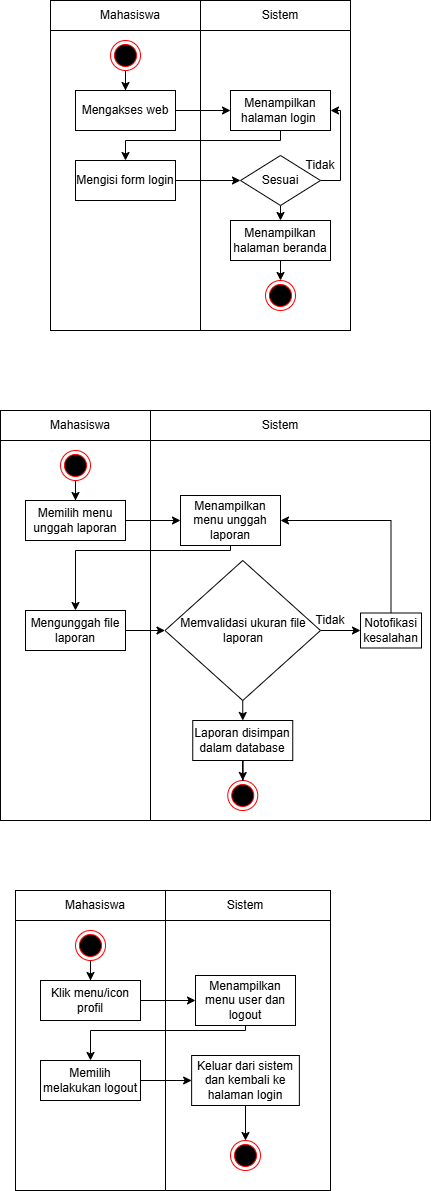 Mahasiswa
Sistem
Mengakses web
Menampilkan
halaman login
Mengisi form login
Sesuai
Tidak
Menampilkan
halaman beranda
Mahasiswa
Sistem
Memilih menu
unggah laporan
Menampilkan
menu unggah
laporan
Mengunggah file
laporan
Memvalidasi ukuran file
laporan
Tidak
Notofikasi
kesalahan
Laporan disimpan
dalam database
Mahasiswa
Sistem
Klik menu/icon
profil
Menampilkan
menu user dan
logout
Memilih
melakukan logout
Keluar dari sistem
dan kembali ke
halaman login